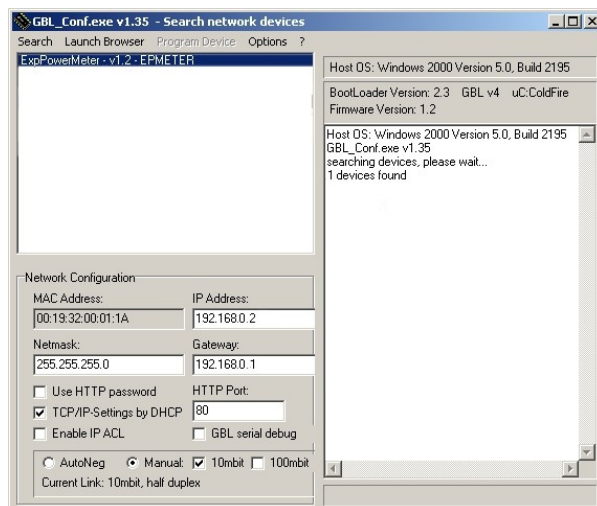 GBL_Conf.exe v1.35 - Search network devices
Search Launch Browser Program Device Options ?
ExpPowerMeter - v1.2 - EPMETER
Host OS: Windows 2000 Version 5.0, Build 2195
BootLoader Version: 2.3 GBL v4 uC:ColdFire
Firmware Version: 1.2
Host OS: Windows 2000 Version 5.0, Build 2195
GBL_Conf.exe v1.35
searching devices, please wait...
1 devices found
Network Configuration
MAC Address: IP Address:
00:19:32:00:01:1A 192.168.0.2
Netmask: Gateway:
255.255.255.0 192.168.0.1
Use HTTP password HTTP Port:
TCP/IP-Settings by DHCP 80
Enable IP ACL GBL serial debug
AutoNeg Manual: 10mbit 100mbit
Current Link: 10mbit, half duplex